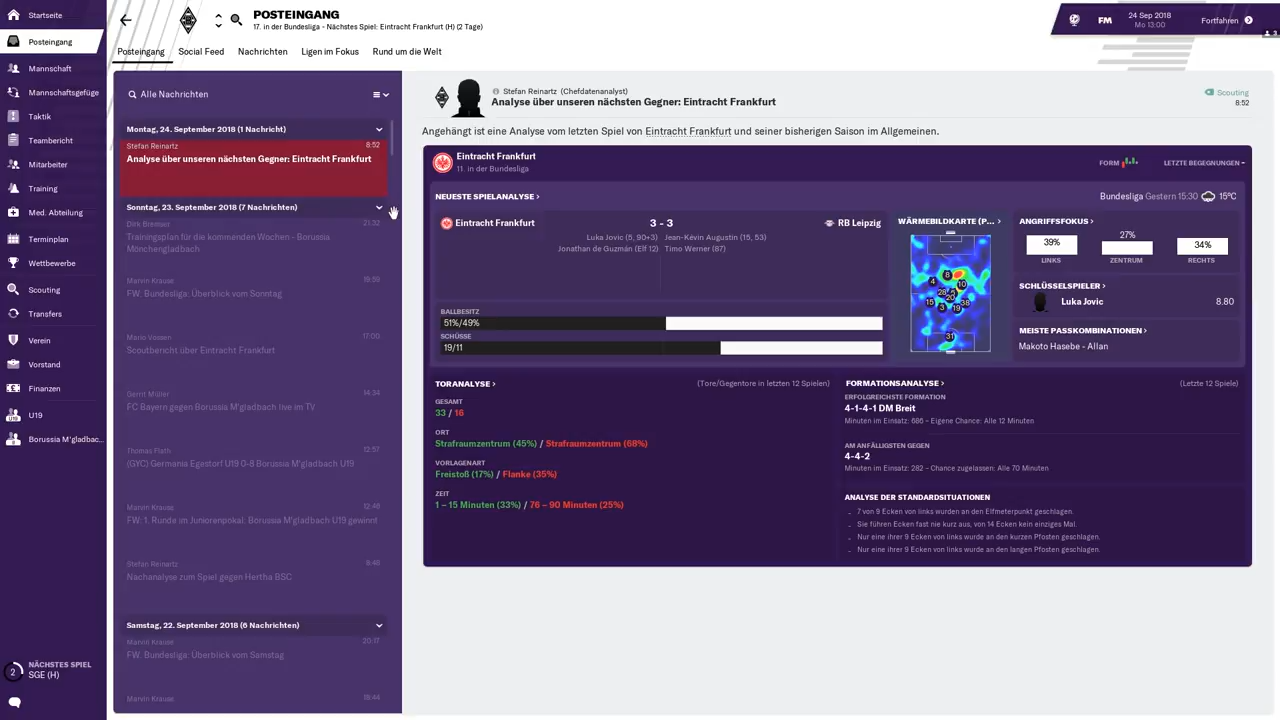 Startseite
Posteingang
Mannschaft
Mannschaftsgefüge
Taktik
Teambericht
Mitarbeiter
Training
Med. Abteilung
Terminplan
Wettbewerbe
Scouting
Transfers
Verein
Vorstand
Finanzen
U19
Borussia M'gladbac...
2
NÄCHSTES SPIEL
SGE (H)
POSTEINGANG
17. in der Bundesliga - Nächstes Spiel: Eintracht Frankfurt (H) (2 Tage)
FM
24 Sep 2018
Mo 13:00
Fortfahren
3
Posteingang
Social Feed
Nachrichten
Ligen im Fokus
Rund um die Welt
Alle Nachrichten
Montag, 24. September 2018 (1 Nachricht)
Stefan Reinartz 8:52
Analyse über unseren nächsten Gegner: Eintracht Frankfurt
Sonntag, 23. September 2018 (7 Nachrichten)
Dirk Bremser 21:32
Trainingsplan für die kommenden Wochen - Borussia
Mönchengladbach
Marvin Krause
FW: Bundesliga: Überblick vom Sonntag
Mario Vossen 17:00
Scoutbericht über Eintracht Frankfurt
Gerrit Müller 14:34
FC Bayern gegen Borussia M'gladbach live im TV
Thomas Flath 12:57
(GYC) Germania Egestorf U19 0-8 Borussia M'gladbach U19
Marvin Krause 12:46
FW: 1. Runde im Juniorenpokal: Borussia M'gladbach U19 gewinnt
Stefan Reinartz
Nachanalyse zum Spiel gegen Hertha BSC
Samstag, 22. September 2018 (6 Nachrichten)
Marvin Krause 20:17
FW: Bundesliga: Überblick vom Samstag
Marvin Krause
Stefan Reinartz (Chefdatenanalyst)
Analyse über unseren nächsten Gegner: Eintracht Frankfurt
Scouting
8:52
Angehängt ist eine Analyse vom letzten Spiel von Eintracht Frankfurt und seiner bisherigen Saison im Allgemeinen.
Eintracht Frankfurt
11. in der Bundesliga
FORM
LETZTE BEGEGNUNGEN
NEUESTE SPIELANALYSE >
Bundesliga Gestern 15:30 15°C
Eintracht Frankfurt 3 - 3 RB Leipzig
Luka Jovic (5, 90+3) Jean-Kévin Augustin (15, 53)
Jonathan de Guzmán (Elf 12) Timo Werner (87)
BALLBESITZ
51%/49%
SCHÜSSE
19/11
WÄRMEBILDKARTE (P... >
8
4 10
28
20
15 38
3 19
31
ANGRIFFSFOKUS >
39% 27% 34%
LINKS ZENTRUM RECHTS
SCHLÜSSELSPIELER >
Luka Jovic 8.80
MEISTE PASSKOMBINATIONEN >
Makoto Hasebe - Allan
TORANALYSE > (Tore/Gegentore in letzten 12 Spielen)
GESAMT
33 / 16
ORT
Strafraumzentrum (45%) / Strafraumzentrum (68%)
VORLAGENART
Freistoß (17%) / Flanke (35%)
ZEIT
1 – 15 Minuten (33%) / 76 – 90 Minuten (25%)
FORMATIONSANALYSE > (Letzte 12 Spiele)
ERFOLGREICHSTE FORMATION
4-1-4-1 DM Breit
Minuten im Einsatz: 686 – Eigene Chance: Alle 12 Minuten
AM ANFÄLLIGSTEN GEGEN
4-4-2
Minuten im Einsatz: 282 – Chance zugelassen: Alle 70 Minuten
ANALYSE DER STANDARDSITUATIONEN
- 7 von 9 Ecken von links wurden an den Elfmeterpunkt geschlagen.
- Sie führen Ecken fast nie kurz aus, von 14 Ecken kein einziges Mal.
- Nur eine ihrer 9 Ecken von links wurde an den kurzen Pfosten geschlagen.
- Nur eine ihrer 9 Ecken von links wurde an den langen Pfosten geschlagen.